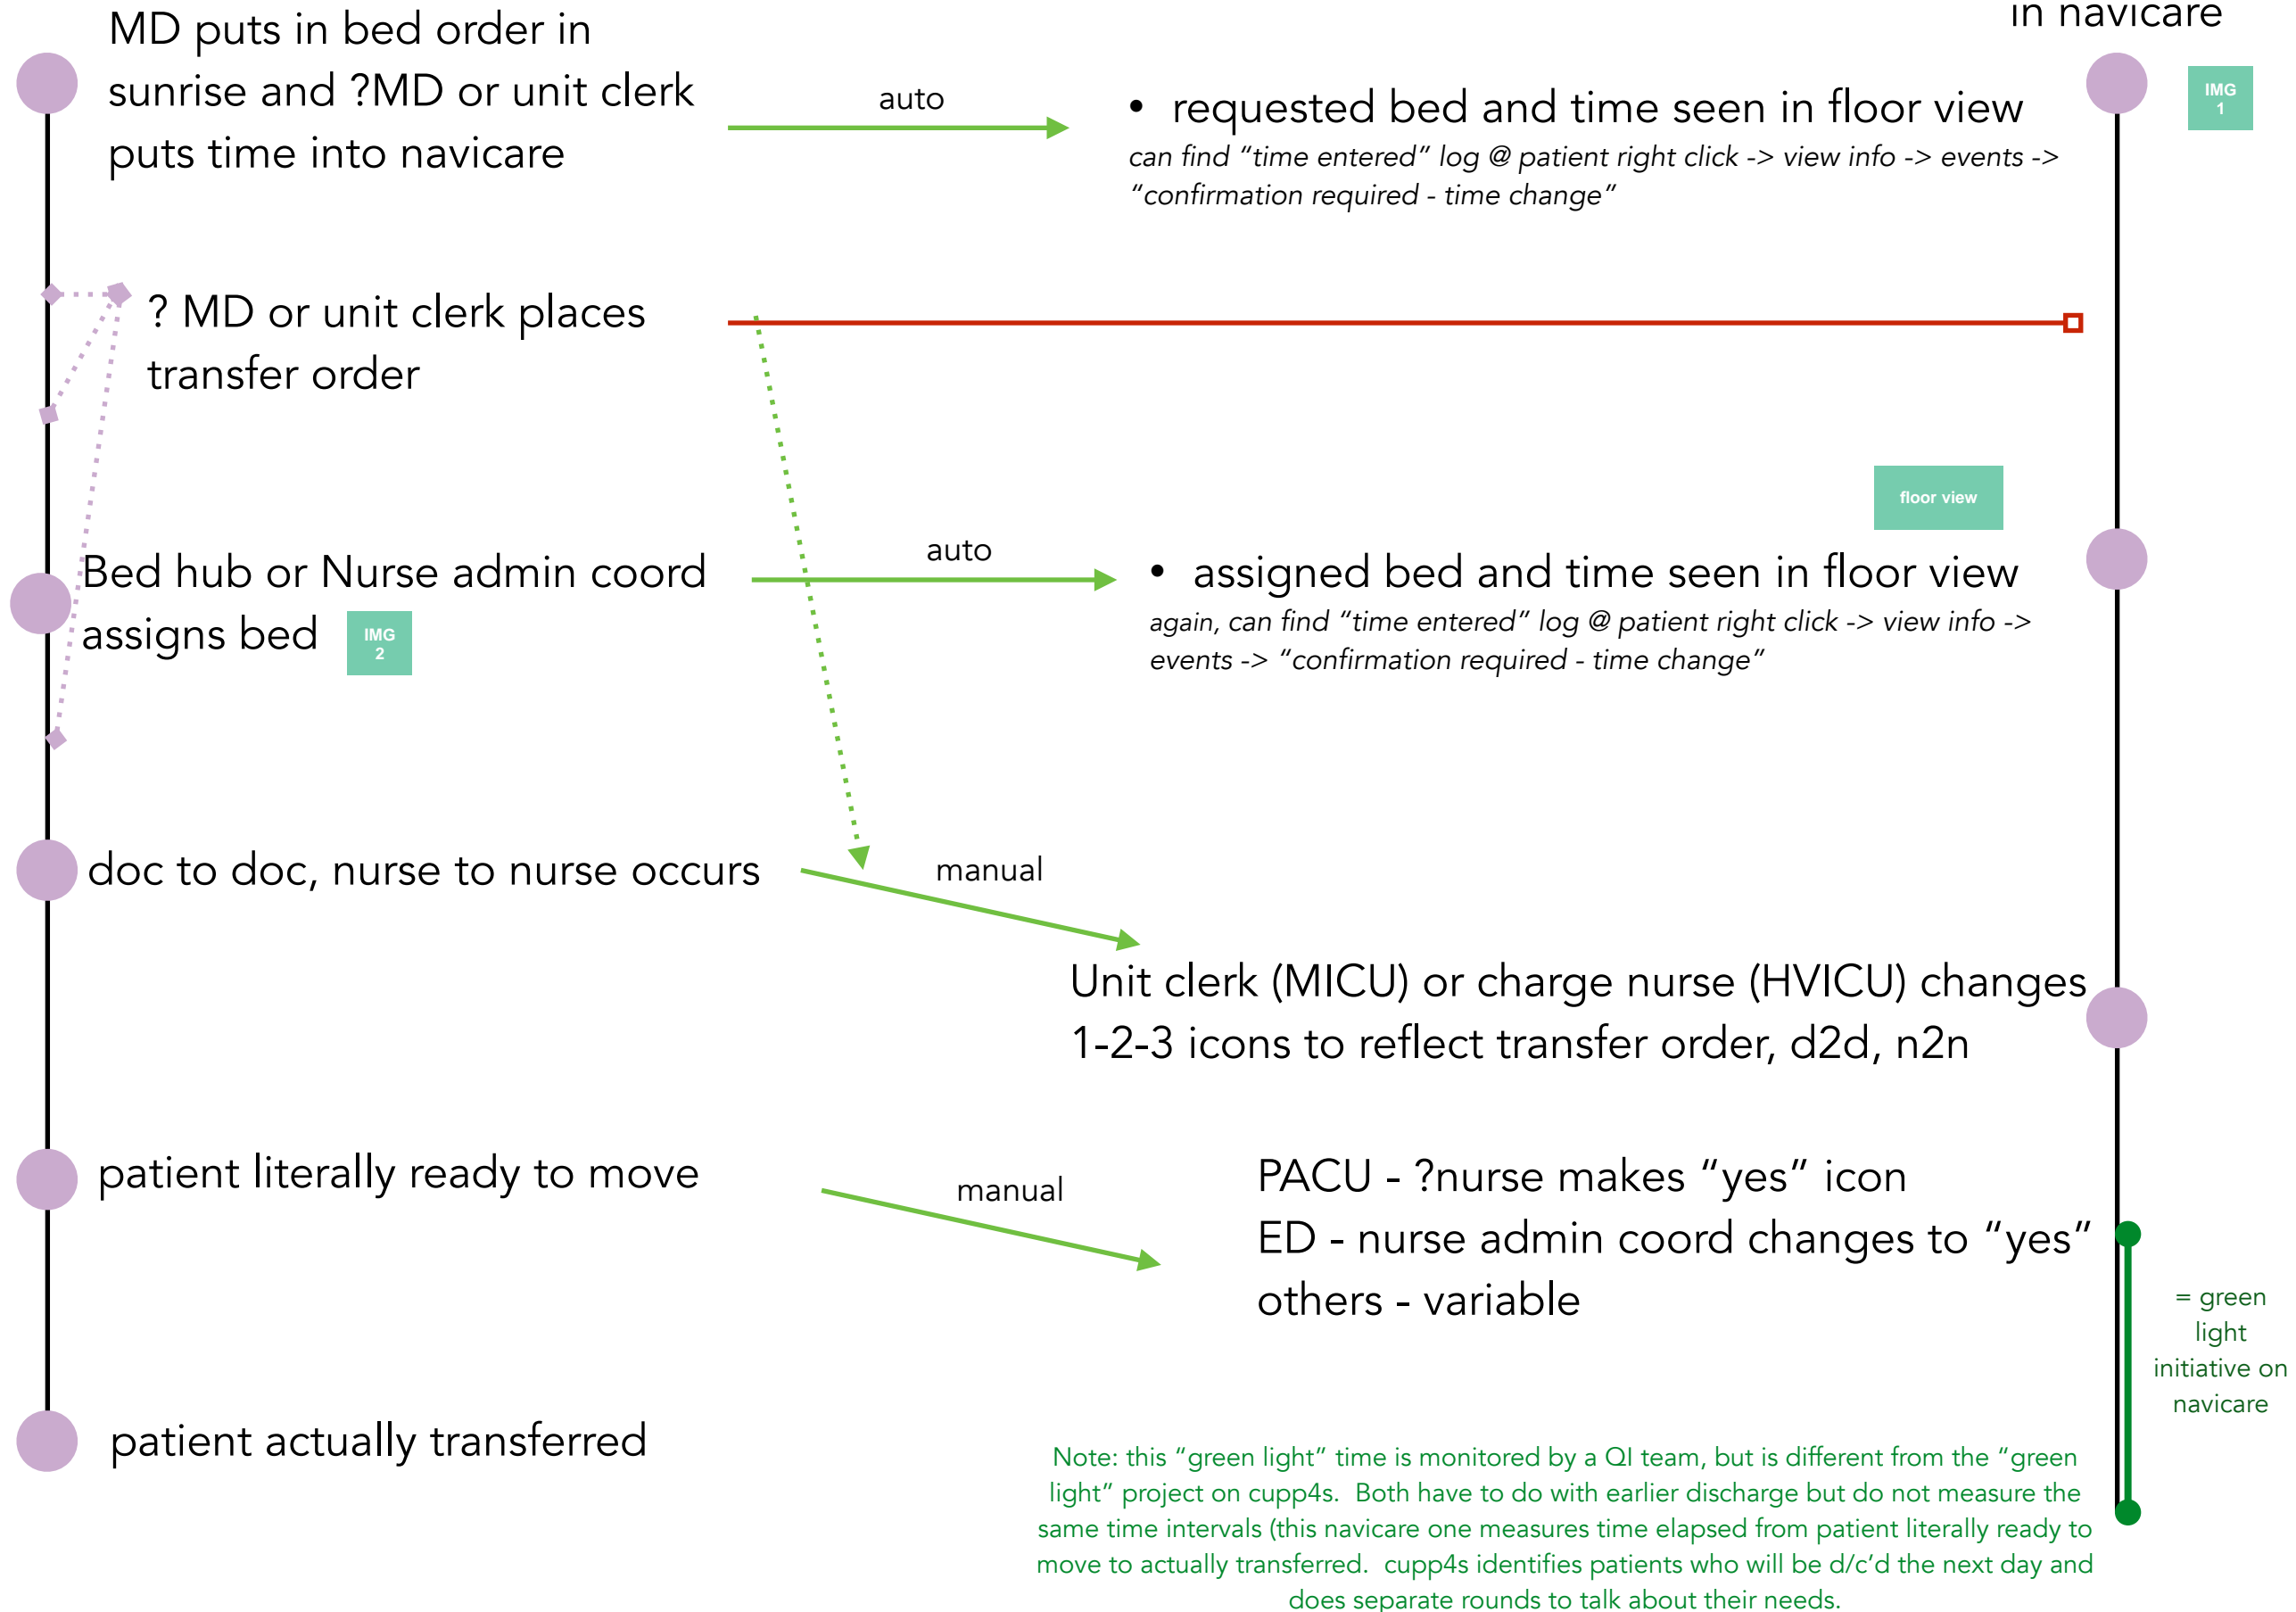 in navicare
MD puts in bed order in
sunrise and ?MD or unit clerk
puts time into navicare
auto
• requested bed and time seen in floor view
can find “time entered” log @ patient right click -> view info -> events ->
“confirmation required - time change”
IMG
1
? MD or unit clerk places
transfer order
floor view
Bed hub or Nurse admin coord
assigns bed
IMG
2
auto
• assigned bed and time seen in floor view
again, can find “time entered” log @ patient right click -> view info ->
events -> “confirmation required - time change”
doc to doc, nurse to nurse occurs
manual
Unit clerk (MICU) or charge nurse (HVICU) changes
1-2-3 icons to reflect transfer order, d2d, n2n
patient literally ready to move
manual
PACU - ?nurse makes “yes” icon
ED - nurse admin coord changes to “yes”
others - variable
= green
light
initiative on
navicare
patient actually transferred
Note: this “green light” time is monitored by a QI team, but is different from the “green
light” project on cupp4s. Both have to do with earlier discharge but do not measure the
same time intervals (this navicare one measures time elapsed from patient literally ready to
move to actually transferred. cupp4s identifies patients who will be d/c’d the next day and
does separate rounds to talk about their needs.